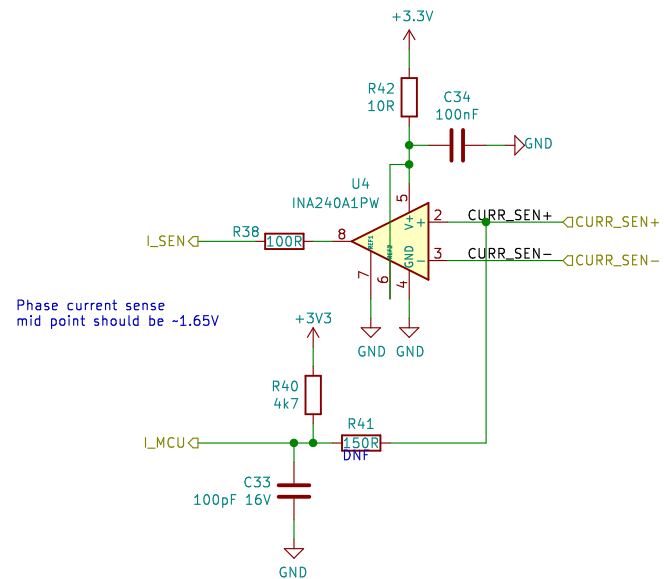 +3.3V
R42
10R
C34
100nF
GND
U4
INA240A1PW
5
V+
R38
I_SEN
100R
8
REF1
REF2
GND
+
-
2
CURR_SEN+
CURR_SEN+
3
CURR_SEN-
CURR_SEN-
7
6
4
GND
GND
Phase current sense
mid point should be ~1.65V
+3V3
R40
4k7
R41
150R
DNF
I_MCU
C33
100pF 16V
GND